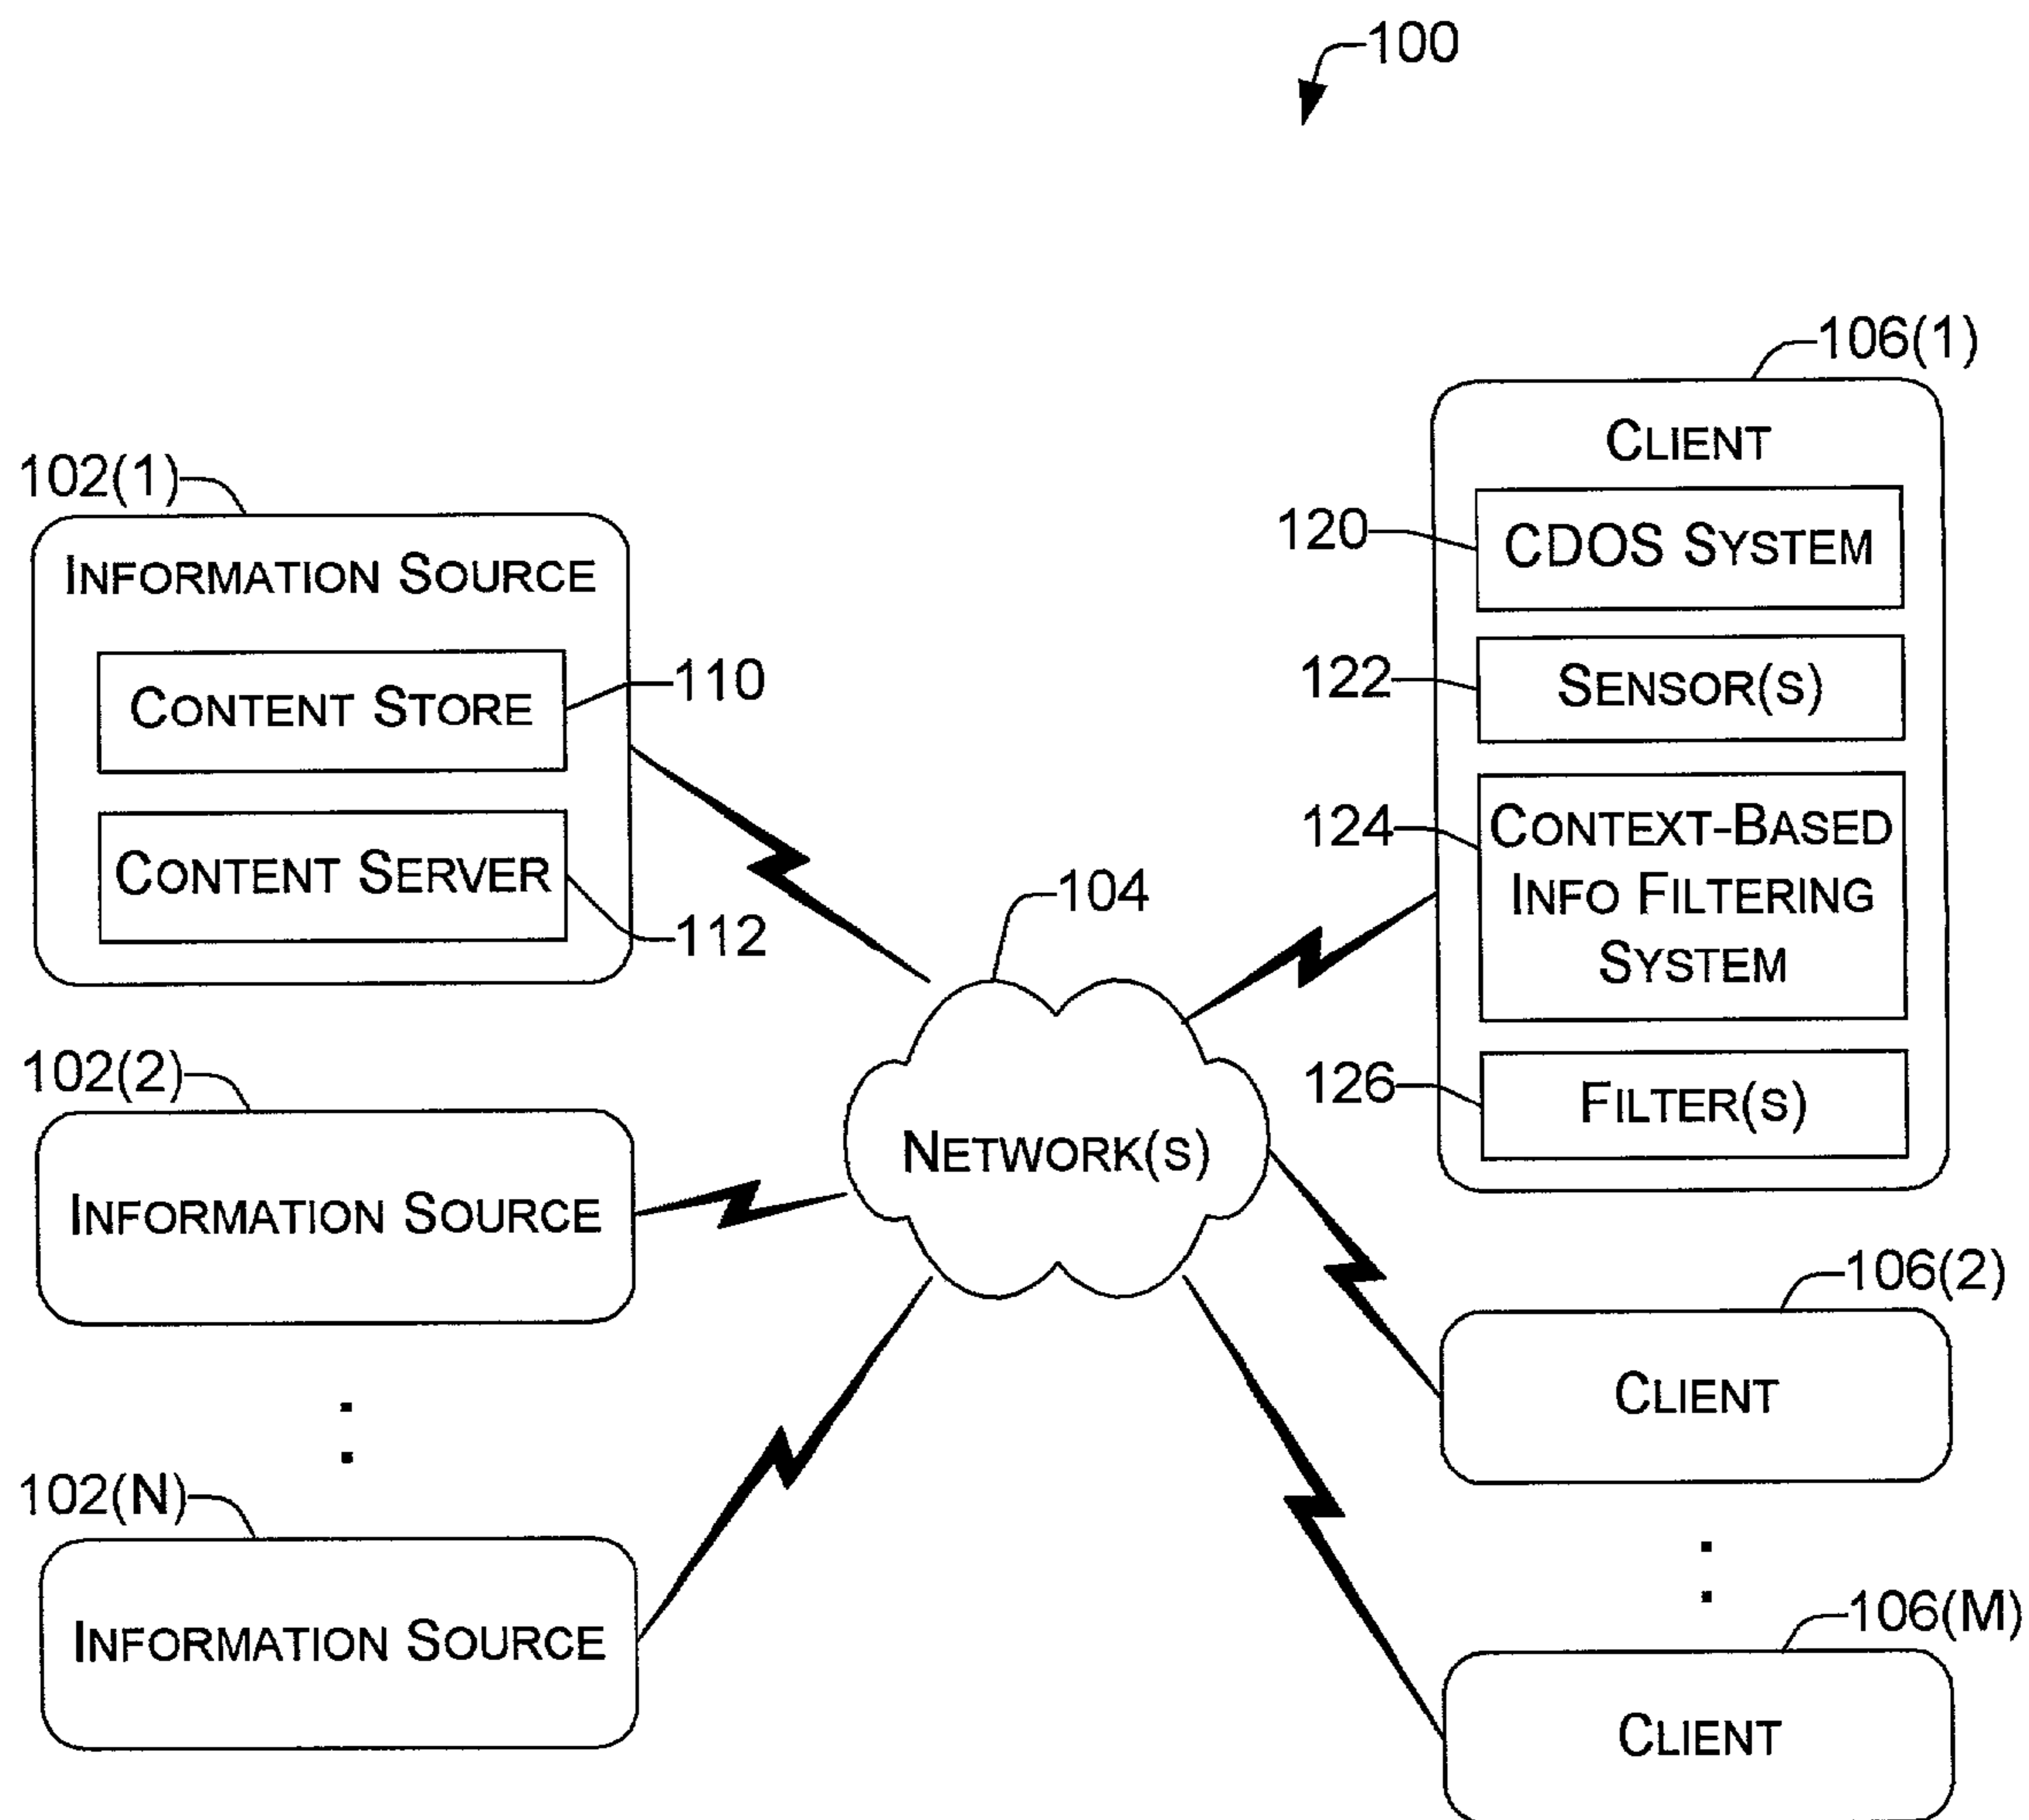 100
106(1)
CLIENT
120
CDOS SYSTEM
122
SENSOR(S)
124
CONTEXT-BASED
INFO FILTERING
SYSTEM
126
FILTER(S)
102(1)
INFORMATION SOURCE
CONTENT STORE
110
CONTENT SERVER
112
104
NETWORK(S)
102(2)
INFORMATION SOURCE
102(N)
INFORMATION SOURCE
106(2)
CLIENT
106(M)
CLIENT